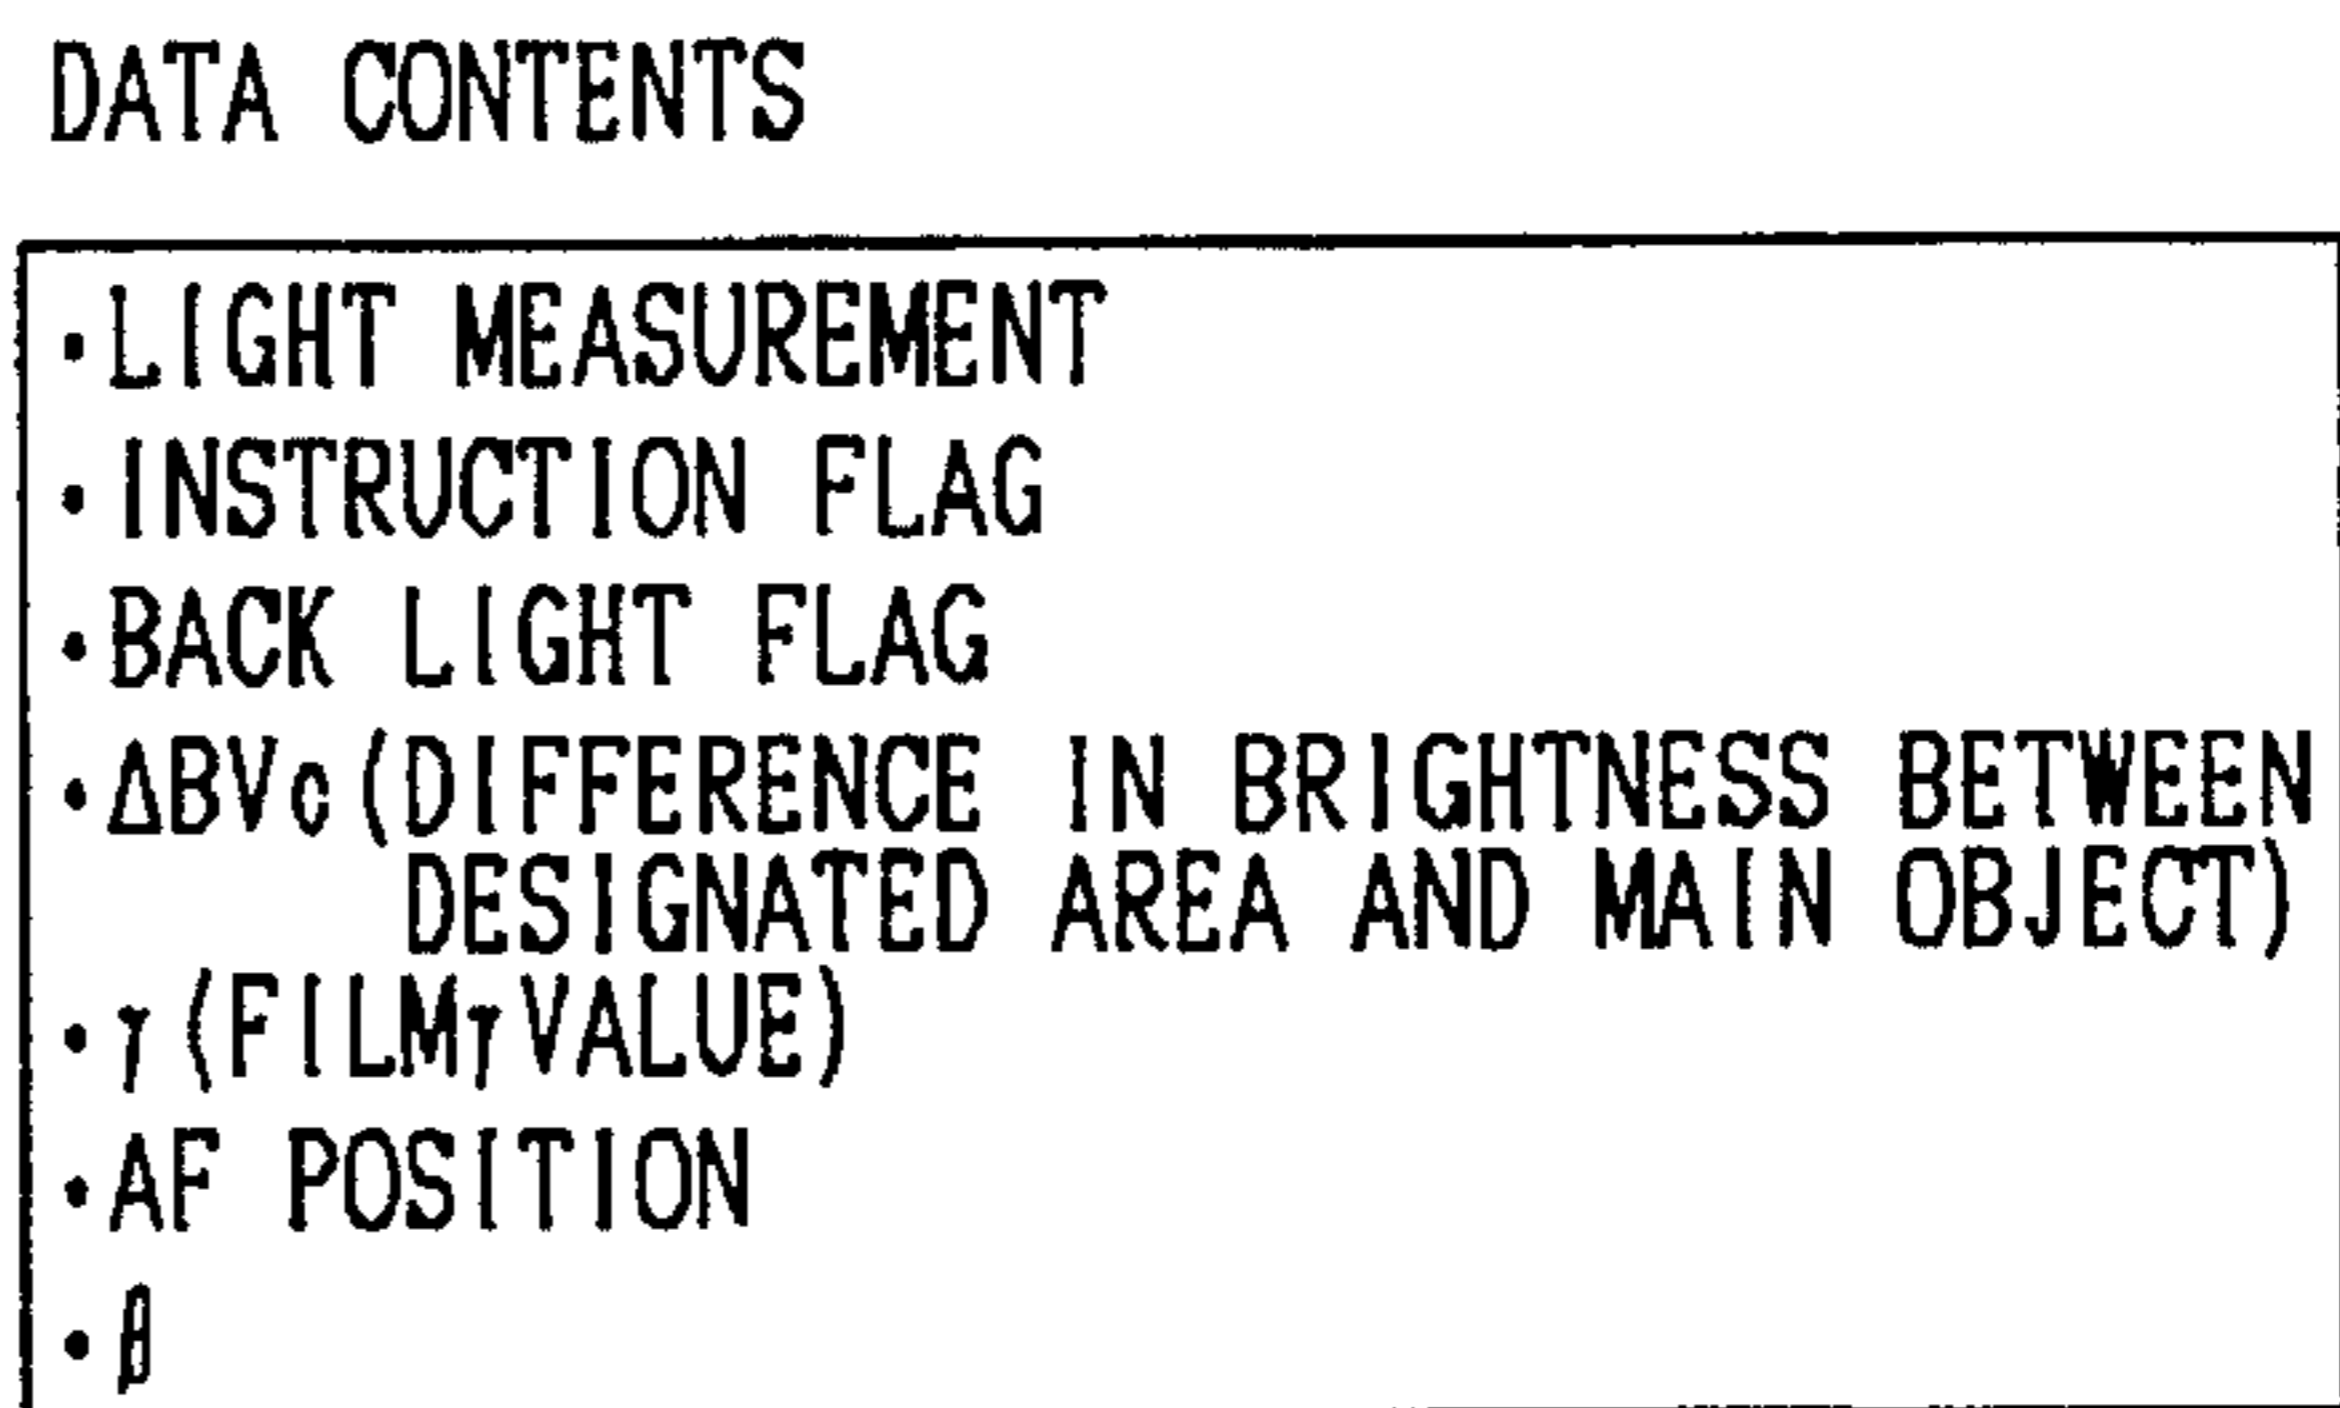 DATA CONTENTS
・LIGHT MEASUREMENT
・INSTRUCTION FLAG
・BACK LIGHT FLAG
・ΔBVc(DIFFERENCE IN BRIGHTNESS BETWEEN
DESIGNATED AREA AND MAIN OBJECT)
・γ(FILMγVALUE)
・AF POSITION
・β